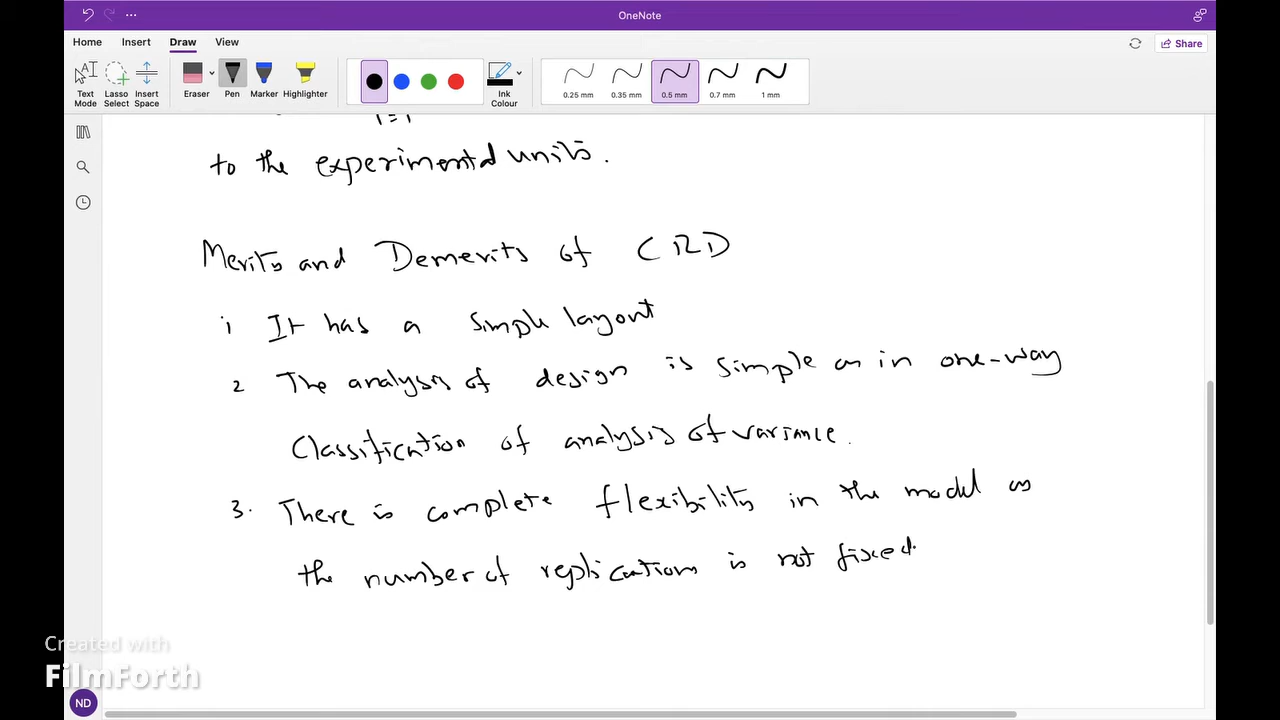 OneNote
Home Insert Draw View
Share
Text Mode
Lasso Select
Insert Space
Eraser
Pen
Marker
Highlighter
Ink Colour
0.25 mm
0.35 mm
0.5 mm
0.7 mm
1 mm
i=1
to the experimental units.
Merits and Demerits of CRD
1 It has a simple layout
2 The analysis of design is simple as in one-way
Classification of analysis of variance.
3. There is complete flexibility in the model as
the number of replications is not fixed
Created with
FilmForth
ND